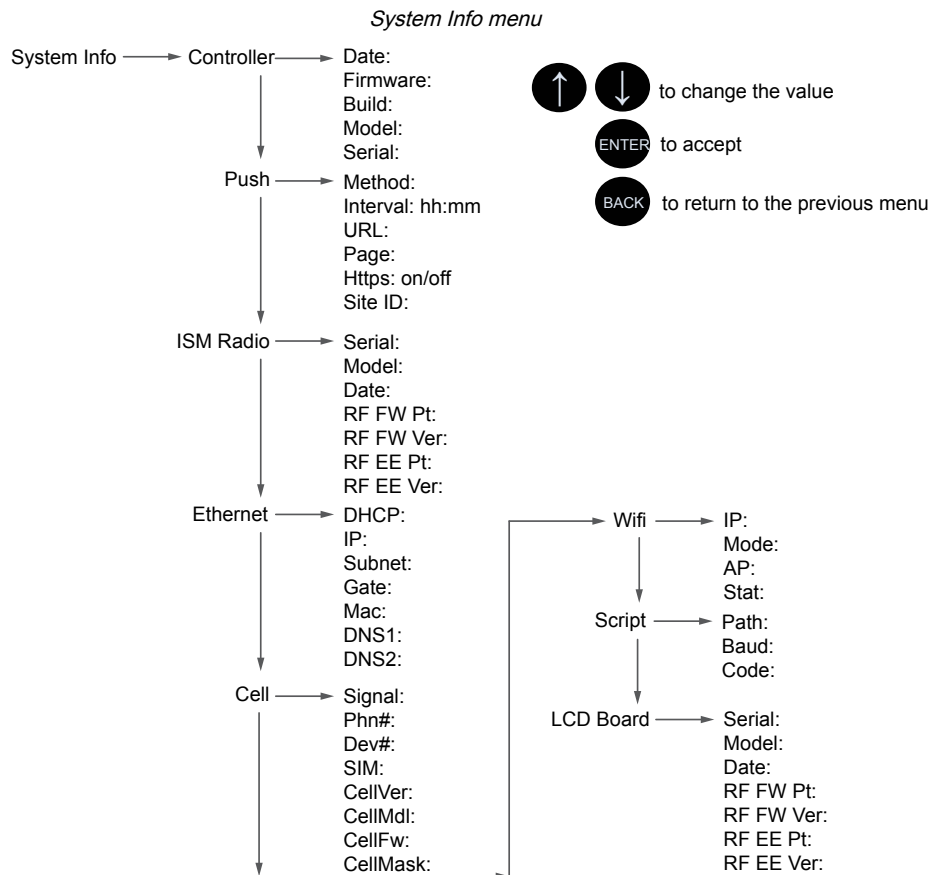 System Info menu
System Info
Controller
Date:
Firmware:
Build:
Model:
Serial:
to change the value
ENTER to accept
BACK to return to the previous menu
Push
Method:
Interval: hh:mm
URL:
Page:
Https: on/off
Site ID:
ISM Radio
Serial:
Model:
Date:
RF FW Pt:
RF FW Ver:
RF EE Pt:
RF EE Ver:
Ethernet
DHCP:
IP:
Subnet:
Gate:
Mac:
DNS1:
DNS2:
Cell
Signal:
Phn#:
Dev#:
SIM:
CellVer:
CellMdl:
CellFw:
CellMask:
Wifi
IP:
Mode:
AP:
Stat:
Script
Path:
Baud:
Code:
LCD Board
Serial:
Model:
Date:
RF FW Pt:
RF FW Ver:
RF EE Pt:
RF EE Ver: